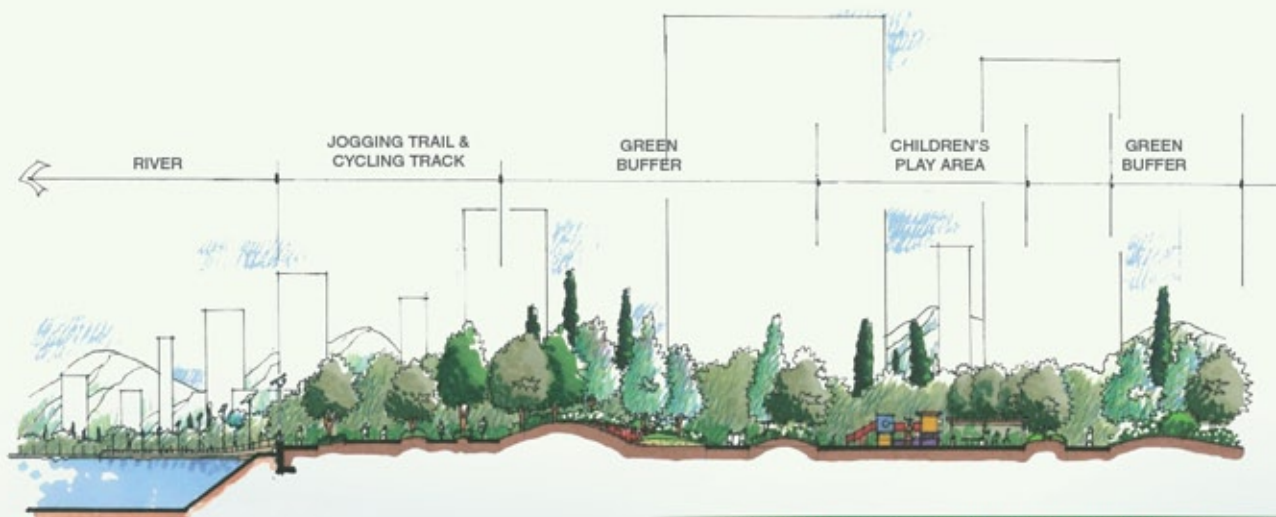 RIVER
JOGGING TRAIL &
CYCLING TRACK
GREEN
BUFFER
CHILDREN'S
PLAY AREA
GREEN
BUFFER